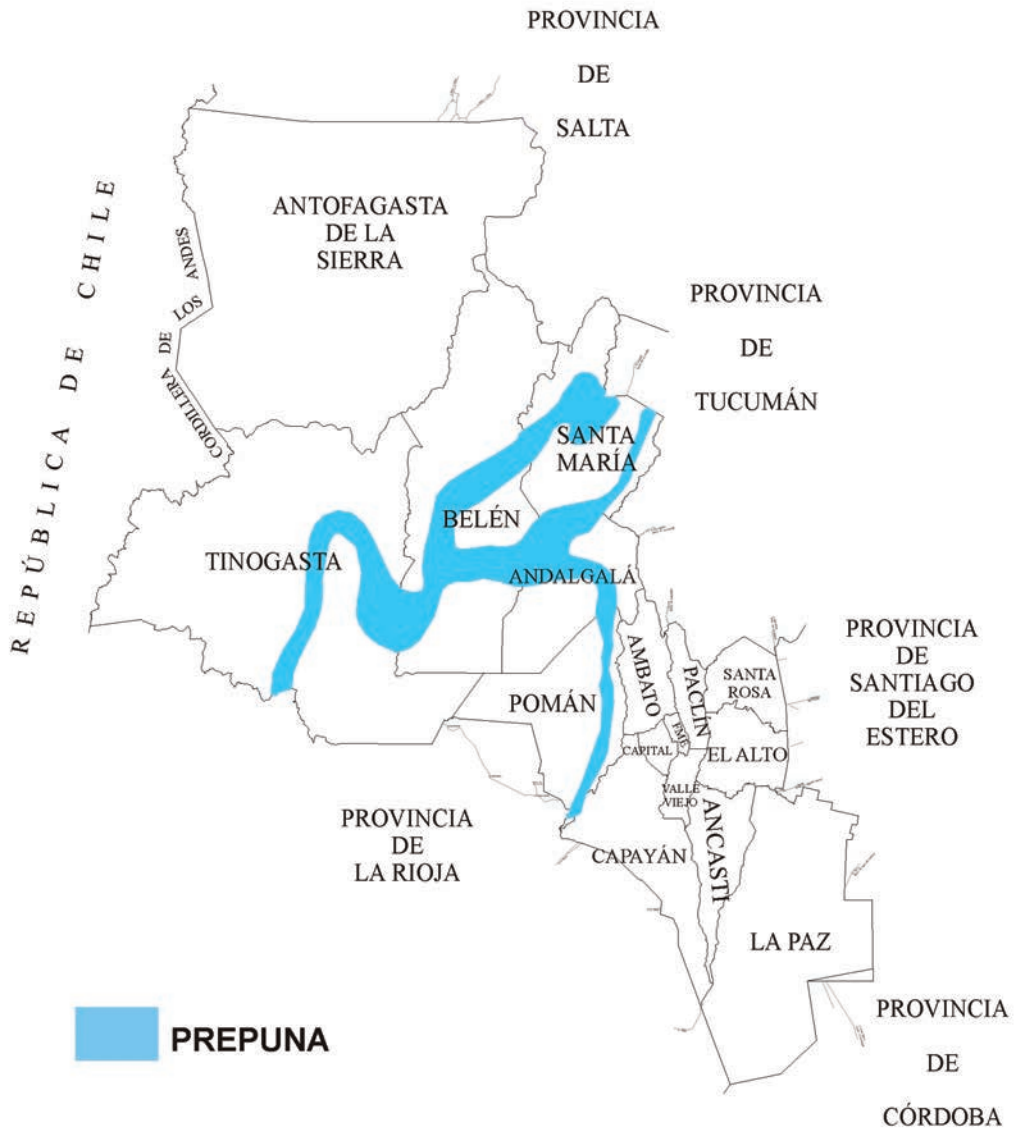 PROVINCIA
DE
SALTA
ANTOFAGASTA
DE LA
SIERRA
REPÚBLICA DE CHILE
CORDILLERA DE LOS ANDES
PROVINCIA
DE
TUCUMÁN
SANTA
MARÍA
BELÉN
TINOGASTA
ANDALGALÁ
PROVINCIA
DE
SANTIAGO
DEL
ESTERO
AMBATO
PACLÍN
SANTA
ROSA
POMÁN
FME
CAPITAL
EL ALTO
VALLE
VIEJO
ANCASTI
PROVINCIA
DE
LA RIOJA
CAPAYÁN
LA PAZ
PROVINCIA
DE
CÓRDOBA
PREPUNA